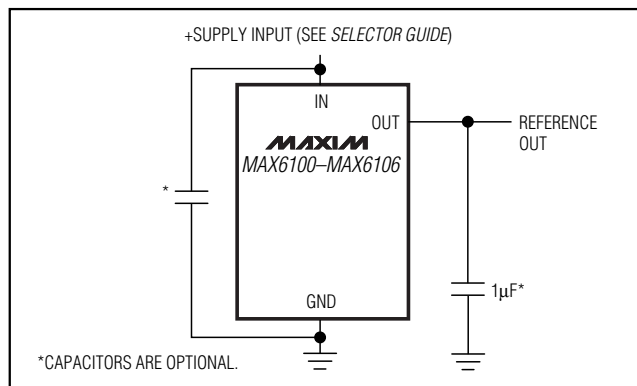 +SUPPLY INPUT (SEE SELECTOR GUIDE)
IN
OUT
REFERENCE
OUT
MAXIM
MAX6100–MAX6106
*
1µF*
GND
*CAPACITORS ARE OPTIONAL.